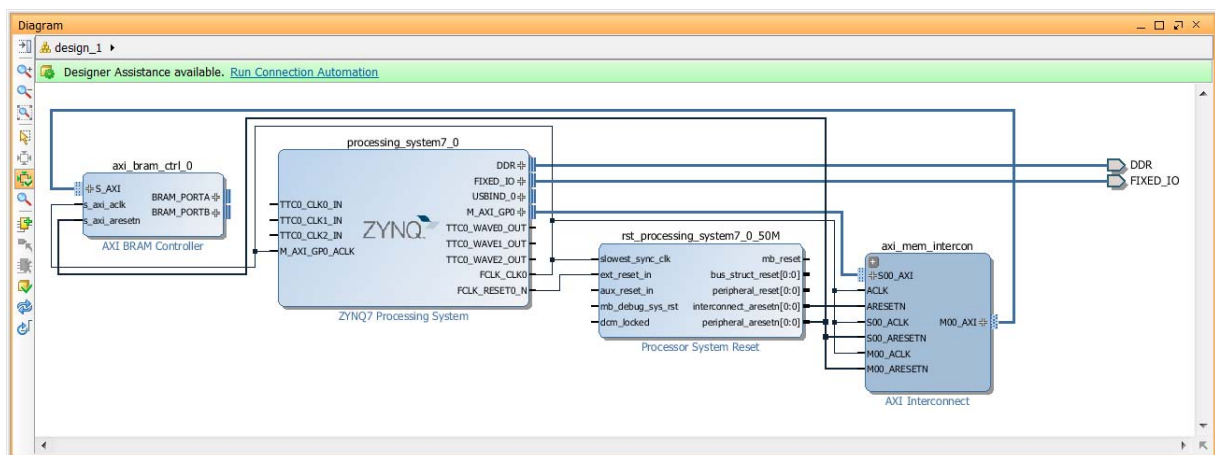 Diagram
design_1
Designer Assistance available. Run Connection Automation
axi_bram_ctrl_0
S_AXI
s_axi_aclk
s_axi_aresetn
BRAM_PORTA
BRAM_PORTB
AXI BRAM Controller
processing_system7_0
TTC0_CLK0_IN
TTC0_CLK1_IN
TTC0_CLK2_IN
M_AXI_GP0_ACLK
ZYNQ
DDR
FIXED_IO
USBIND_0
M_AXI_GP0
TTC0_WAVE0_OUT
TTC0_WAVE1_OUT
TTC0_WAVE2_OUT
FCLK_CLK0
FCLK_RESET0_N
ZYNQ7 Processing System
rst_processing_system7_0_50M
slowest_sync_clk
ext_reset_in
aux_reset_in
mb_debug_sys_rst
dcm_locked
mb_reset
bus_struct_reset[0:0]
peripheral_reset[0:0]
interconnect_aresetn[0:0]
peripheral_aresetn[0:0]
Processor System Reset
axi_mem_intercon
S00_AXI
ACLK
ARESETN
S00_ACLK
S00_ARESETN
M00_ACLK
M00_ARESETN
M00_AXI
AXI Interconnect
DDR
FIXED_IO